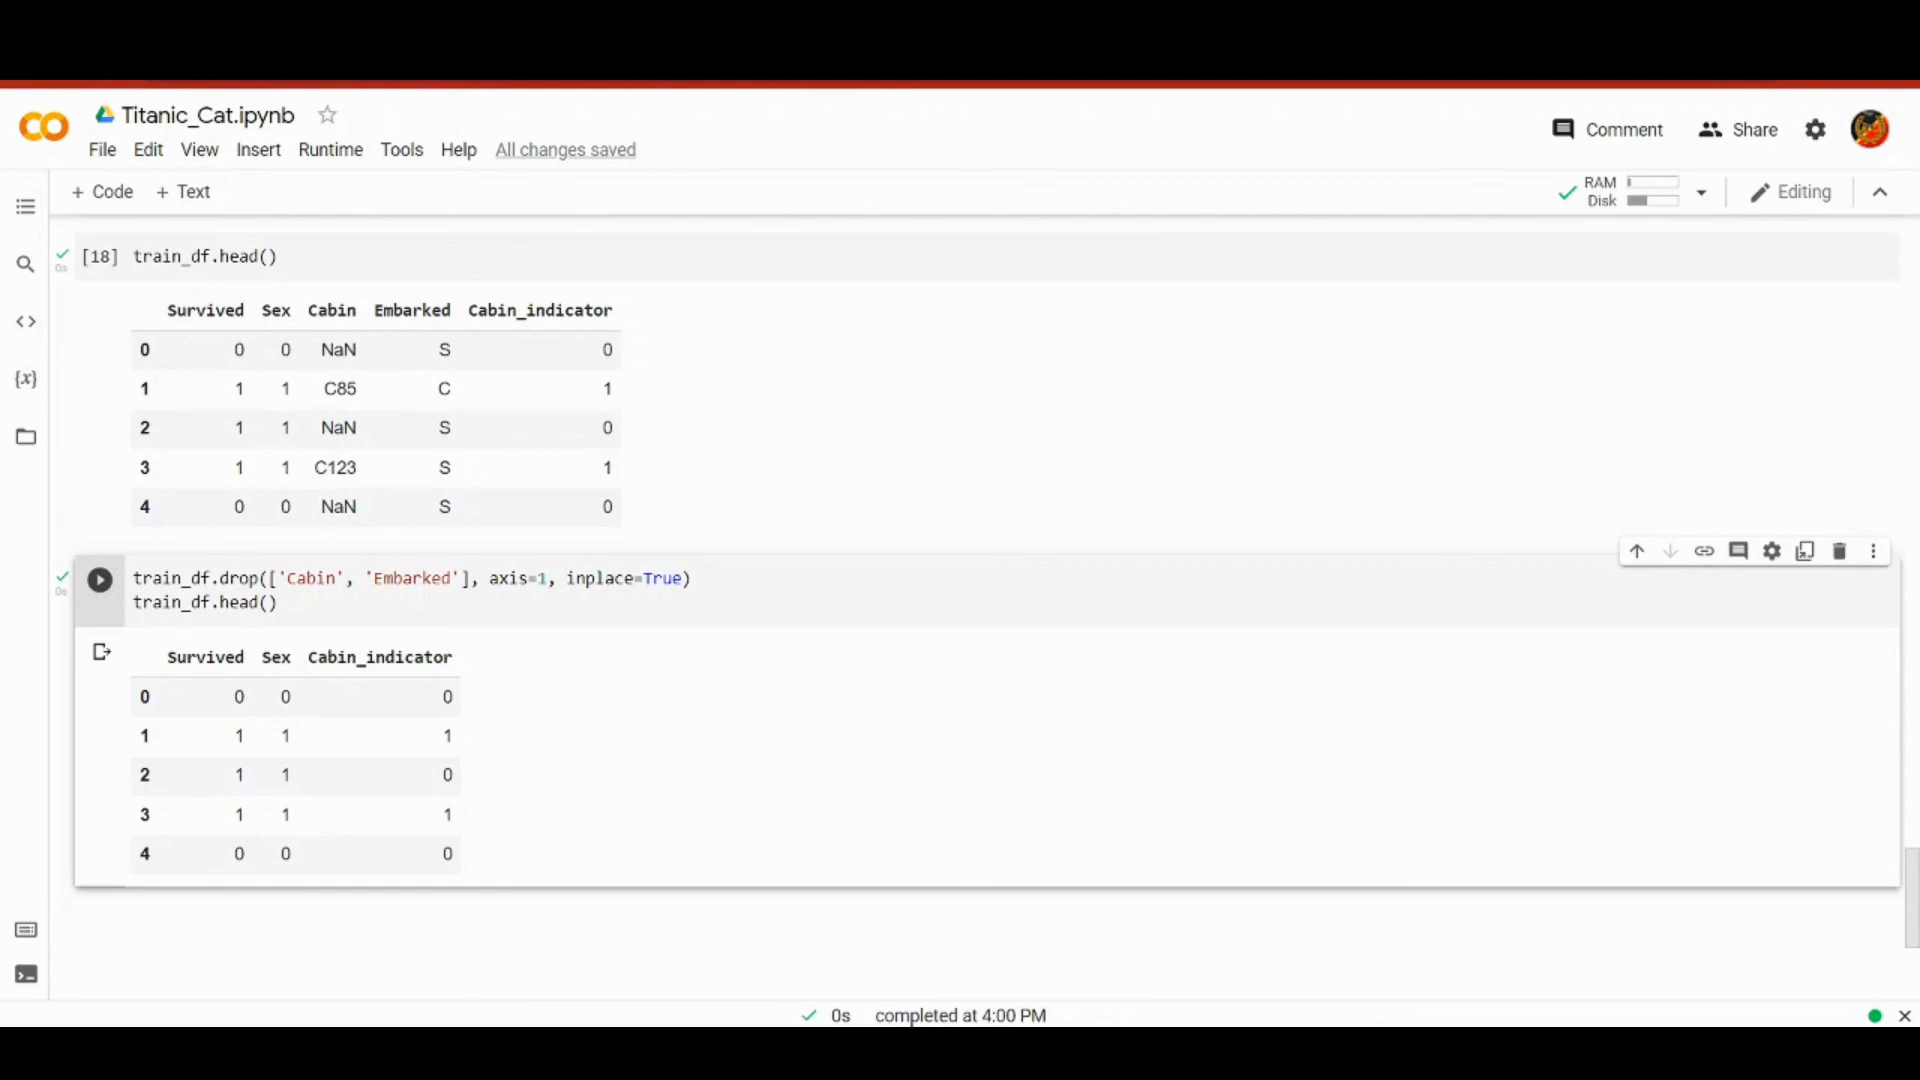 Titanic_Cat.ipynb
File Edit View Insert Runtime Tools Help All changes saved
Comment Share
+ Code + Text
RAM
Disk
Editing
{x}
0s
[18] train_df.head()
Survived Sex Cabin Embarked Cabin_indicator
0 0 0 NaN S 0
1 1 1 C85 C 1
2 1 1 NaN S 0
3 1 1 C123 S 1
4 0 0 NaN S 0
0s
train_df.drop(['Cabin', 'Embarked'], axis=1, inplace=True)
train_df.head()
Survived Sex Cabin_indicator
0 0 0 0
1 1 1 1
2 1 1 0
3 1 1 1
4 0 0 0
0s completed at 4:00 PM